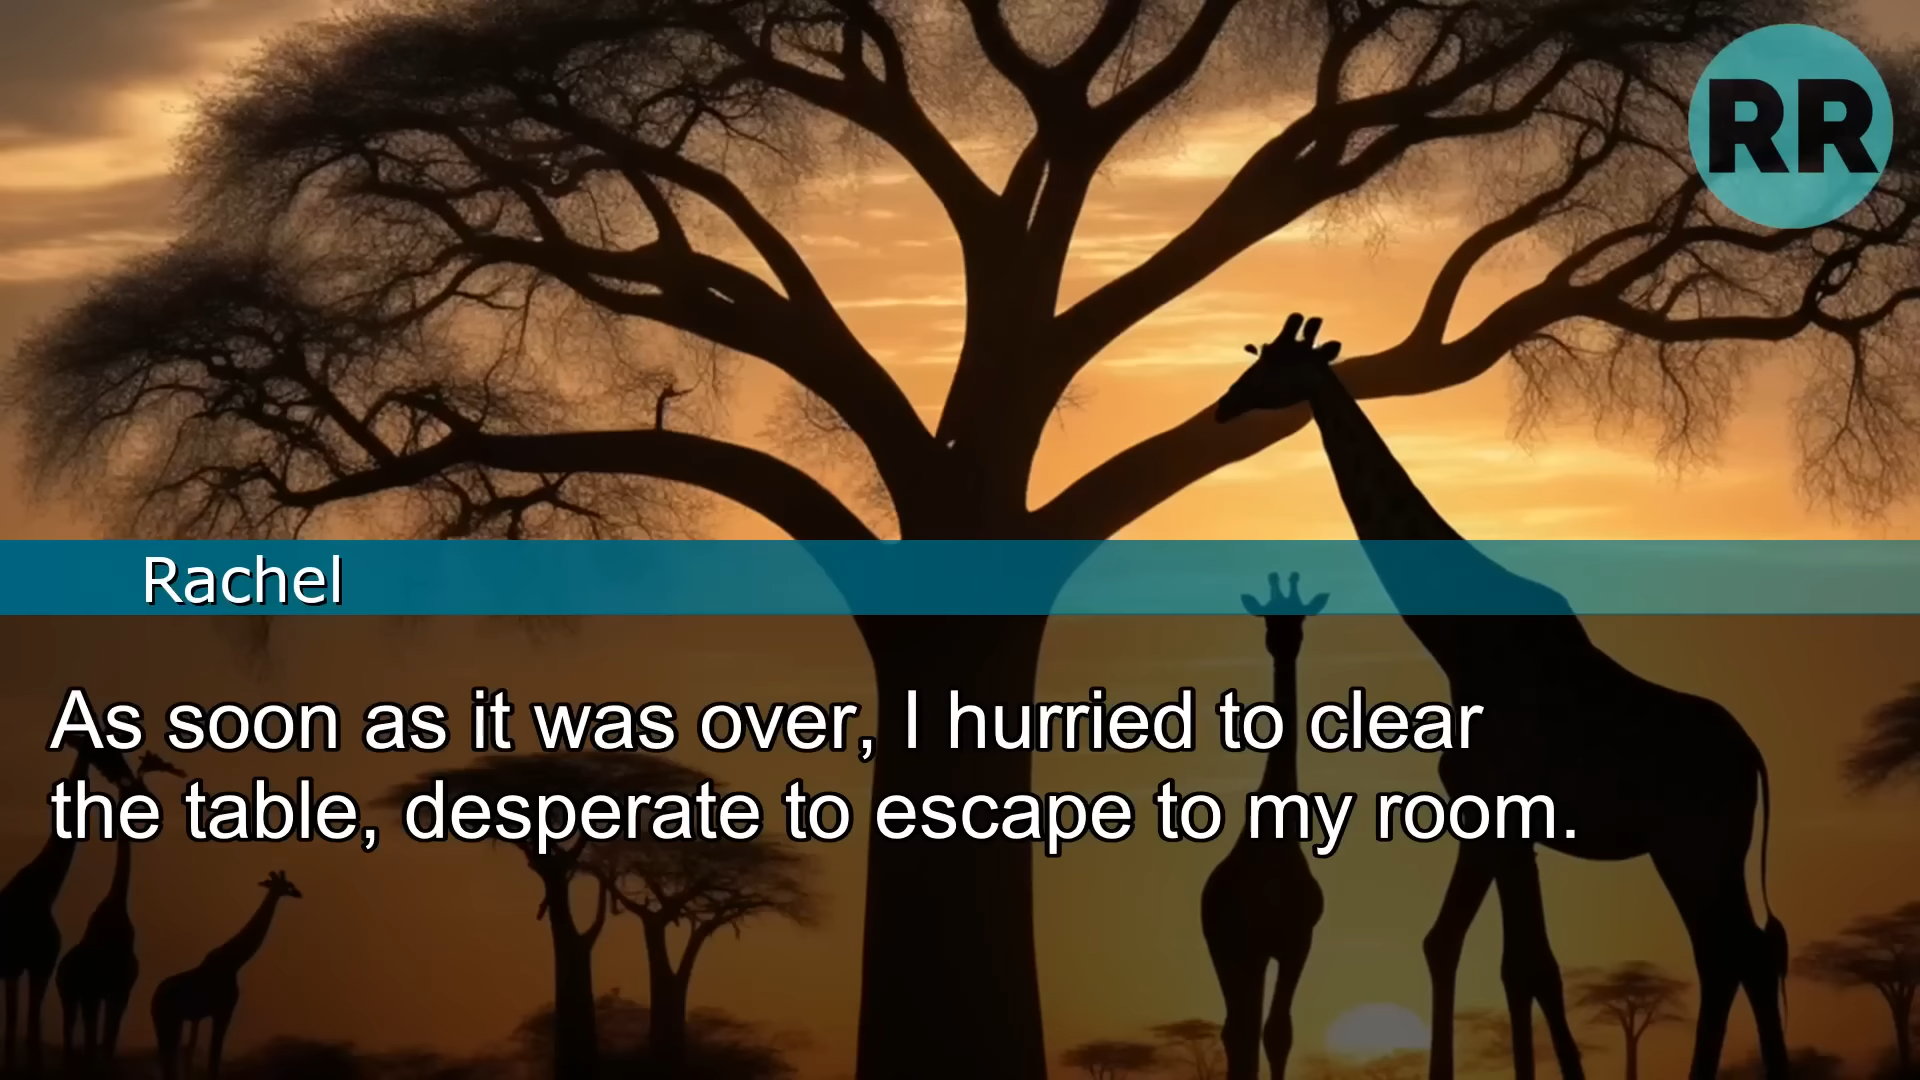 RR
Rachel
As soon as it was over, I hurried to clear
the table, desperate to escape to my room.